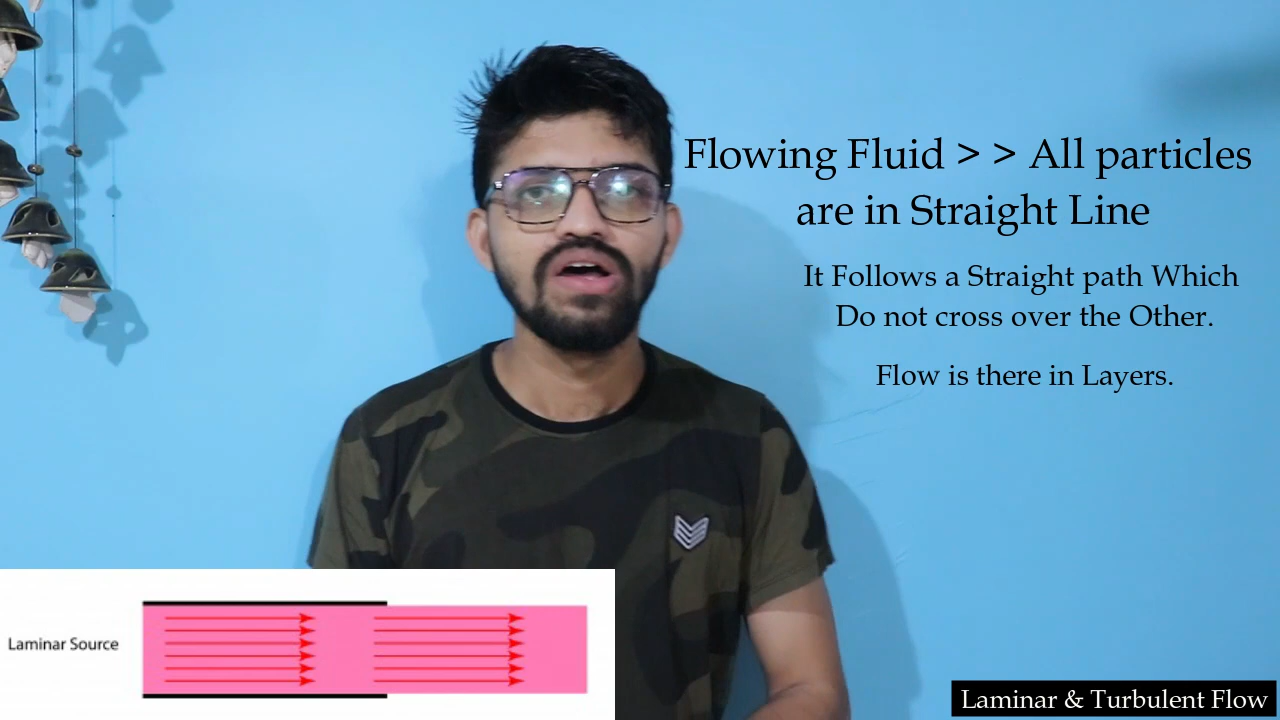 Flowing Fluid > > All particles
are in Straight Line
It Follows a Straight path Which
Do not cross over the Other.
Flow is there in Layers.
Laminar Source
Laminar & Turbulent Flow